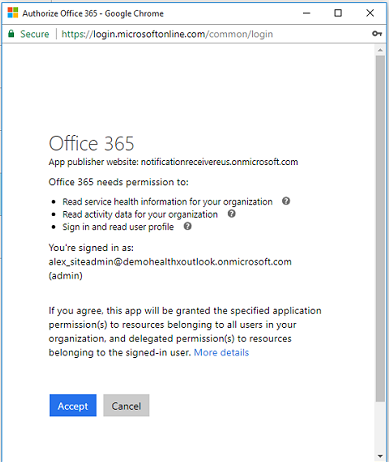 Authorize Office 365 - Google Chrome
Secure | https://login.microsoftonline.com/common/login
Office 365
App publisher website: notificationreceivereus.onmicrosoft.com
Office 365 needs permission to:
• Read service health information for your organization ?
• Read activity data for your organization ?
• Sign in and read user profile ?
You're signed in as:
alex_siteadmin@demohealthxoutlook.onmicrosoft.com
(admin)
If you agree, this app will be granted the specified application
permission(s) to resources belonging to all users in your
organization, and delegated permission(s) to resources
belonging to the signed-in user. More details
Accept Cancel